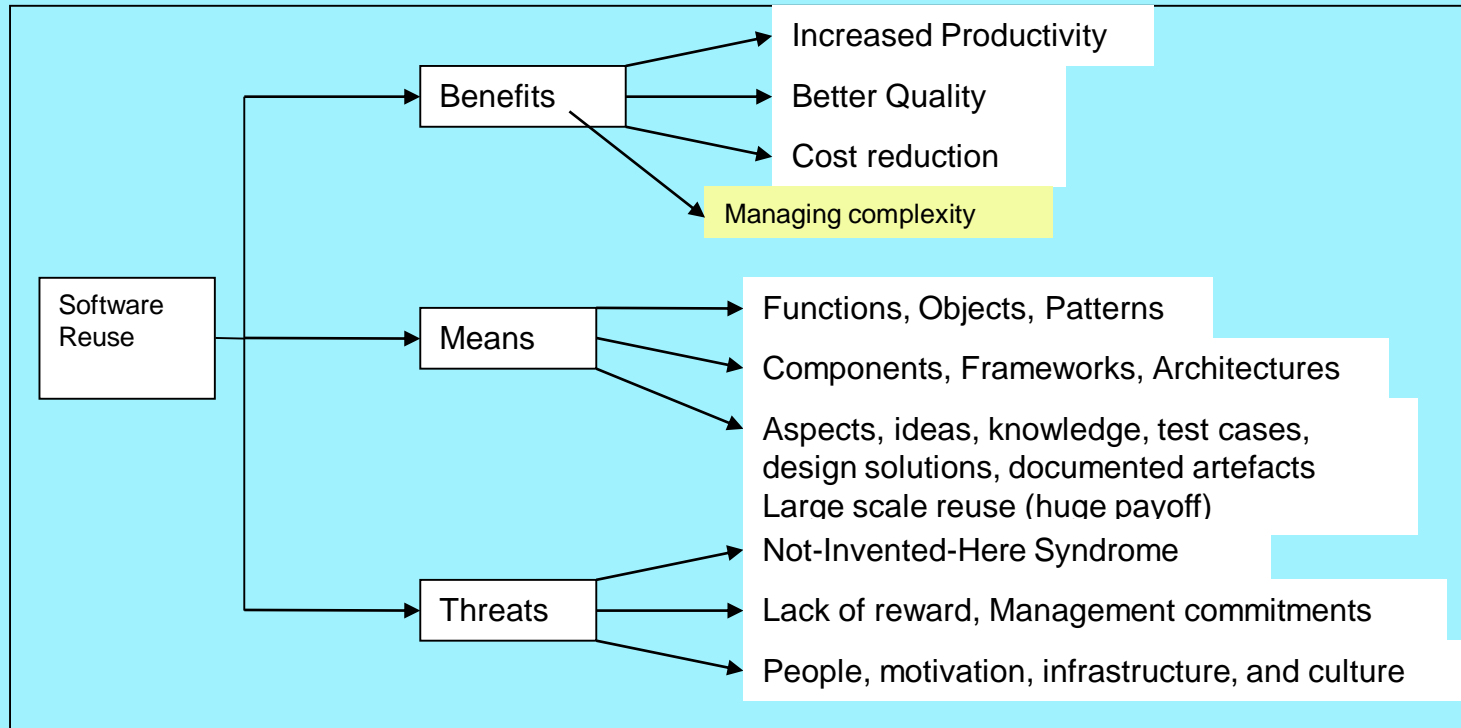 Software
Reuse
Benefits
Increased Productivity
Better Quality
Cost reduction
Managing complexity
Means
Functions, Objects, Patterns
Components, Frameworks, Architectures
Aspects, ideas, knowledge, test cases,
design solutions, documented artefacts
Large scale reuse (huge payoff)
Threats
Not-Invented-Here Syndrome
Lack of reward, Management commitments
People, motivation, infrastructure, and culture